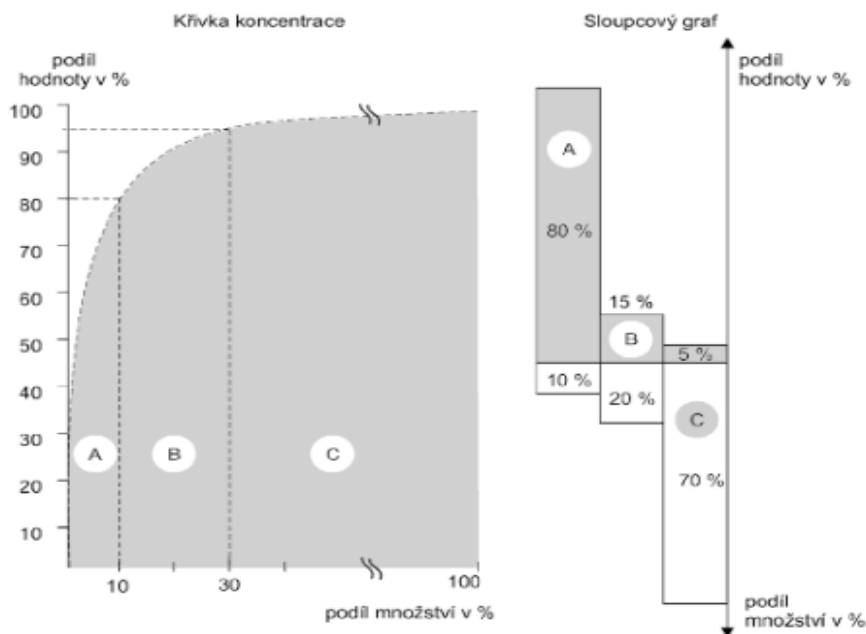 Křivka koncentrace
podíl
hodnoty v %
100
90
80
70
60
50
40
30
20
10
A
B
C
10
30
100
podíl množství v %
Sloupcový graf
podíl
hodnoty v %
A
80 %
15 %
B
5 %
10 %
20 %
C
70 %
podíl
množství v %